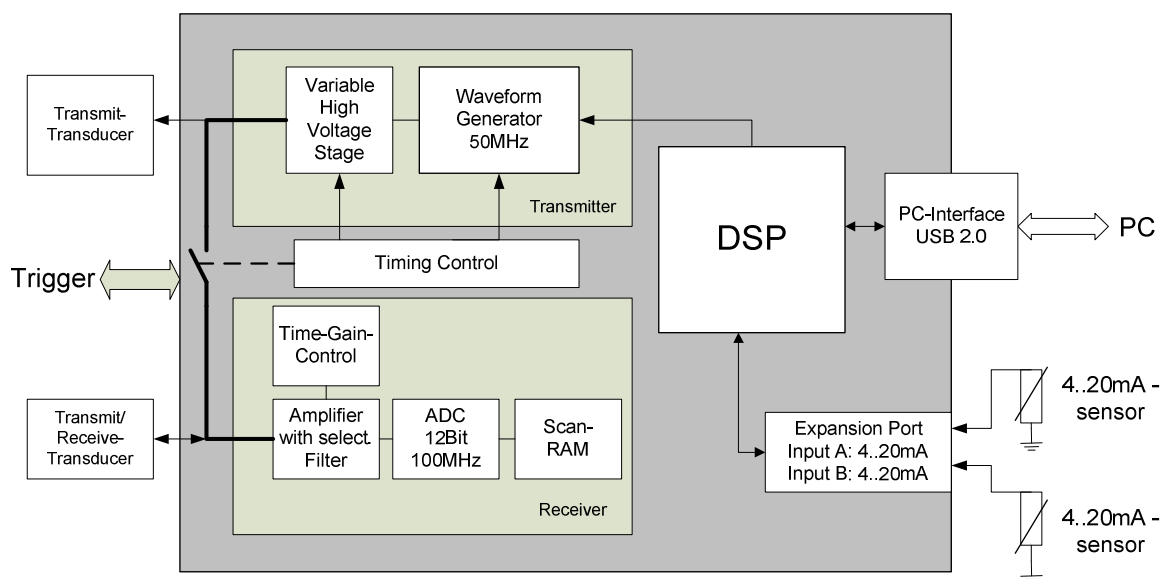 Transmit-
Transducer
Variable
High
Voltage
Stage
Waveform
Generator
50MHz
Transmitter
DSP
PC-Interface
USB 2.0
PC
Timing Control
Trigger
Time-Gain-
Control
Transmit/
Receive-
Transducer
Amplifier
with select.
Filter
ADC
12Bit
100MHz
Scan-
RAM
Receiver
Expansion Port
Input A: 4..20mA
Input B: 4..20mA
4..20mA -
sensor
4..20mA -
sensor